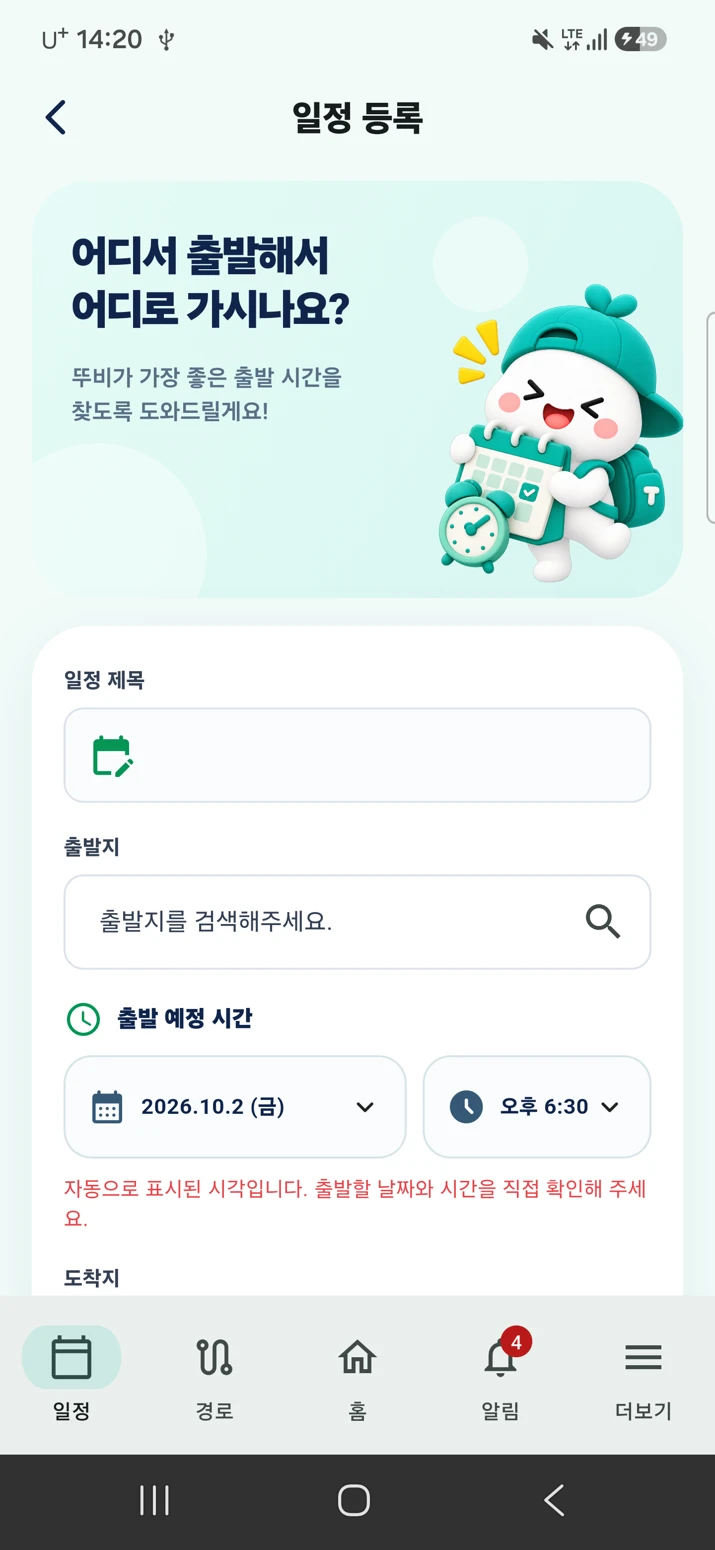 U+ 14:20 LTE 49
일정 등록
어디서 출발해서
어디로 가시나요?
뚜비가 가장 좋은 출발 시간을
찾도록 도와드릴게요!
T
일정 제목
출발지
출발지를 검색해주세요.
출발 예정 시간
2026.10.2 (금) 오후 6:30
자동으로 표시된 시각입니다. 출발할 날짜와 시간을 직접 확인해 주세
요.
도착지
4
일정 경로 홈 알림 더보기